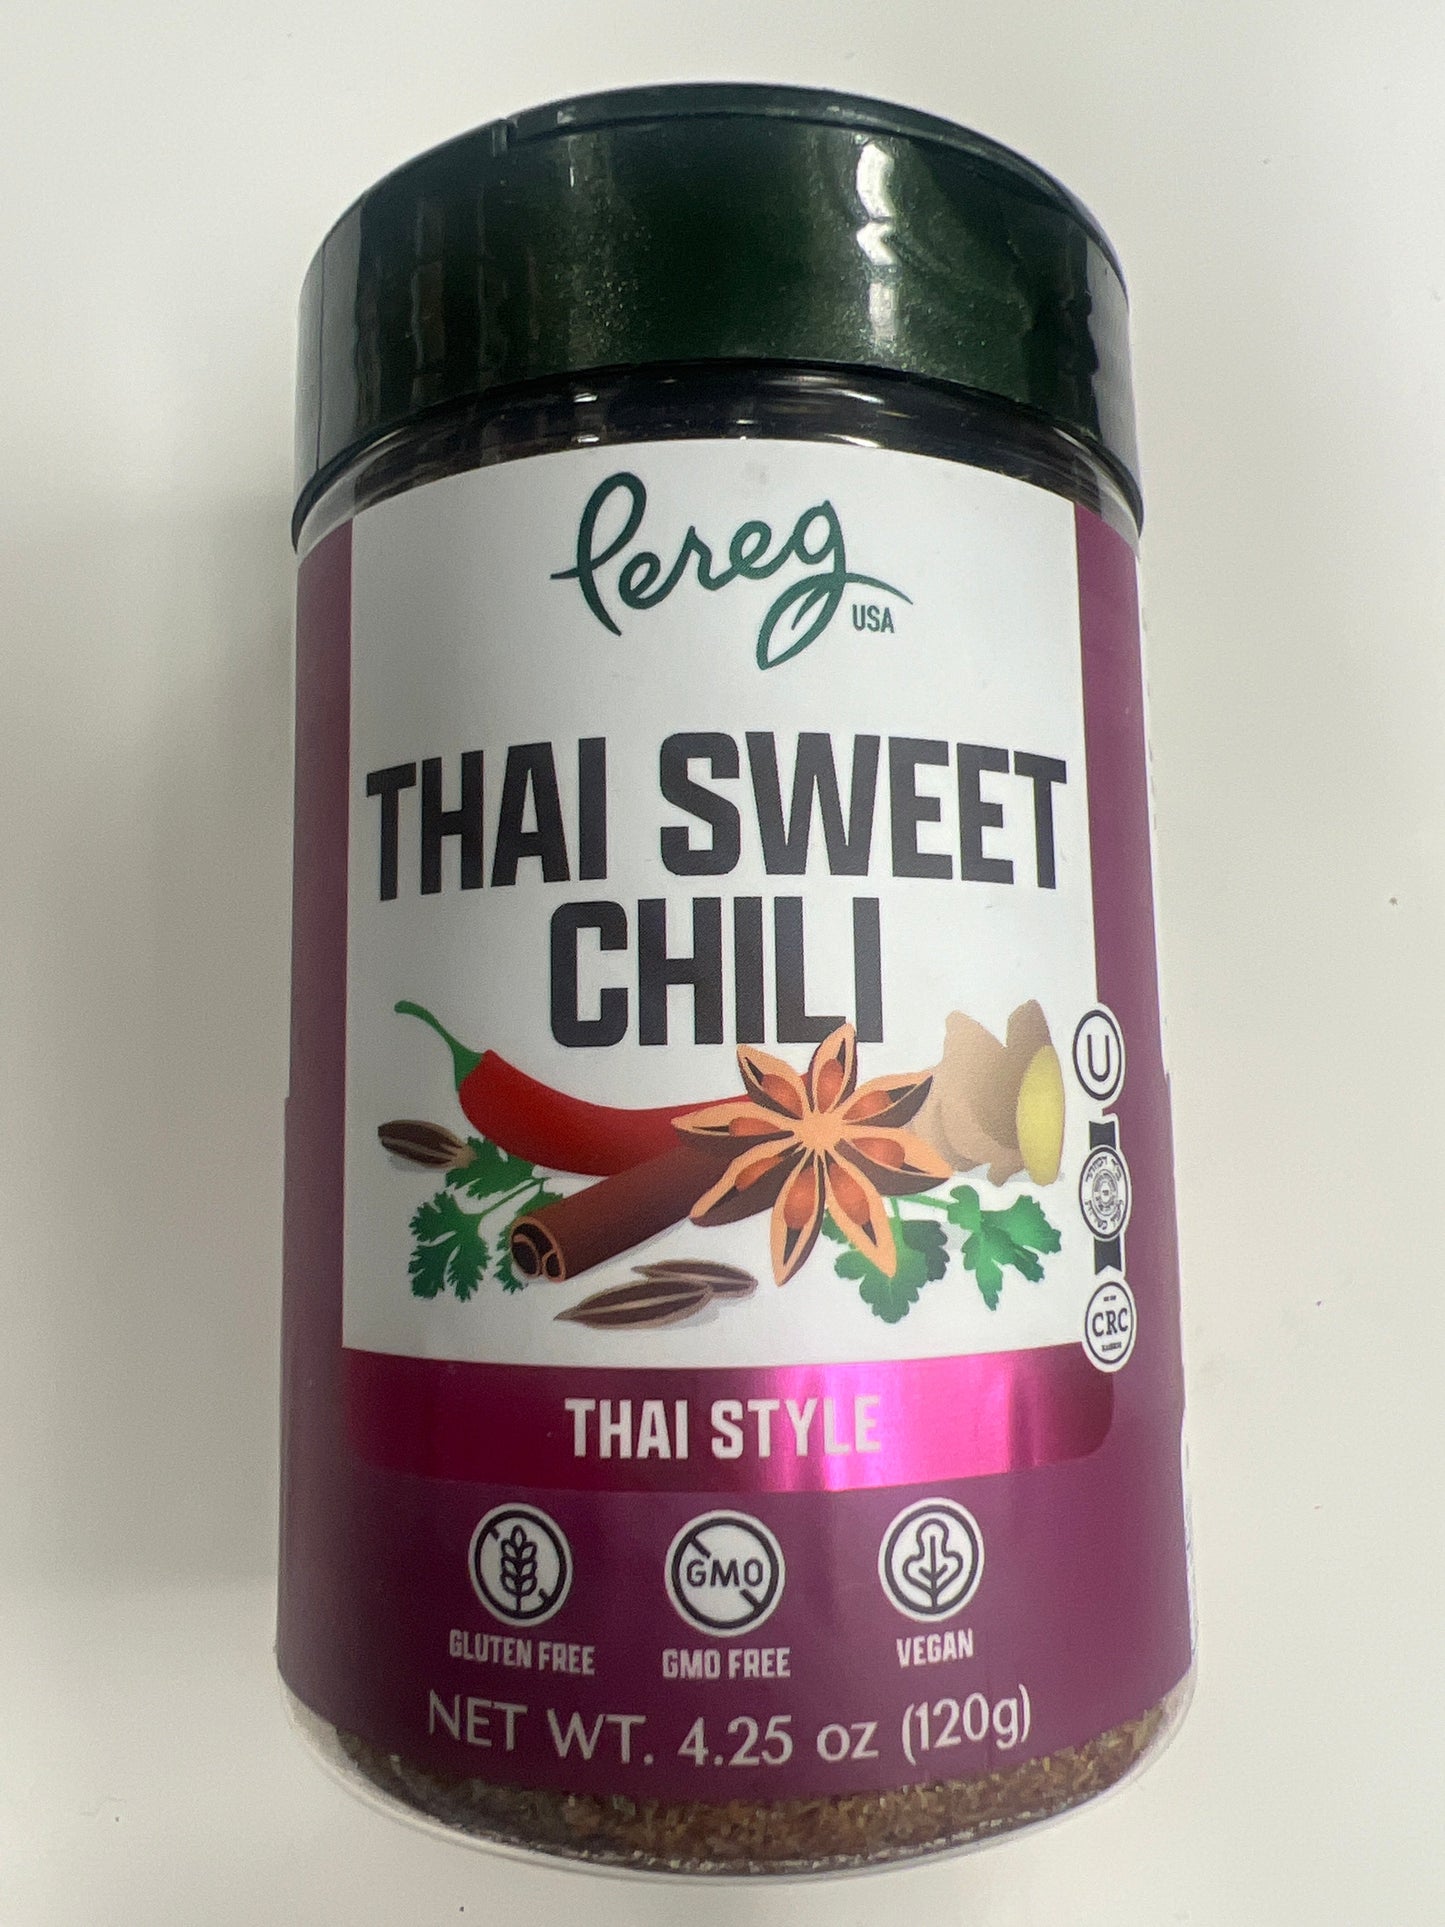 Pereg
USA
THAI SWEET
CHILI
U
CRC
THAI STYLE
GMO
GLUTEN FREE
GMO FREE
VEGAN
NET WT. 4.25 oz (120g)